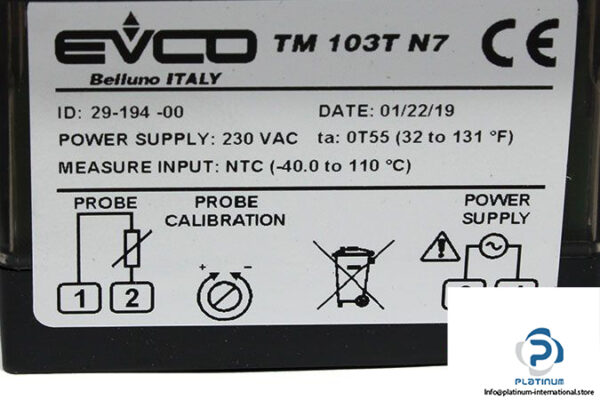 EVCO TM 103T N7 CE
Belluno ITALY
ID: 29-194 -00 DATE: 01/22/19
POWER SUPPLY: 230 VAC ta: 0T55 (32 to 131 °F)
MEASURE INPUT: NTC (-40.0 to 110 °C)
PROBE PROBE CALIBRATION POWER SUPPLY
+ -
1 2
P
PLATINUM
Info@platinum-international.store